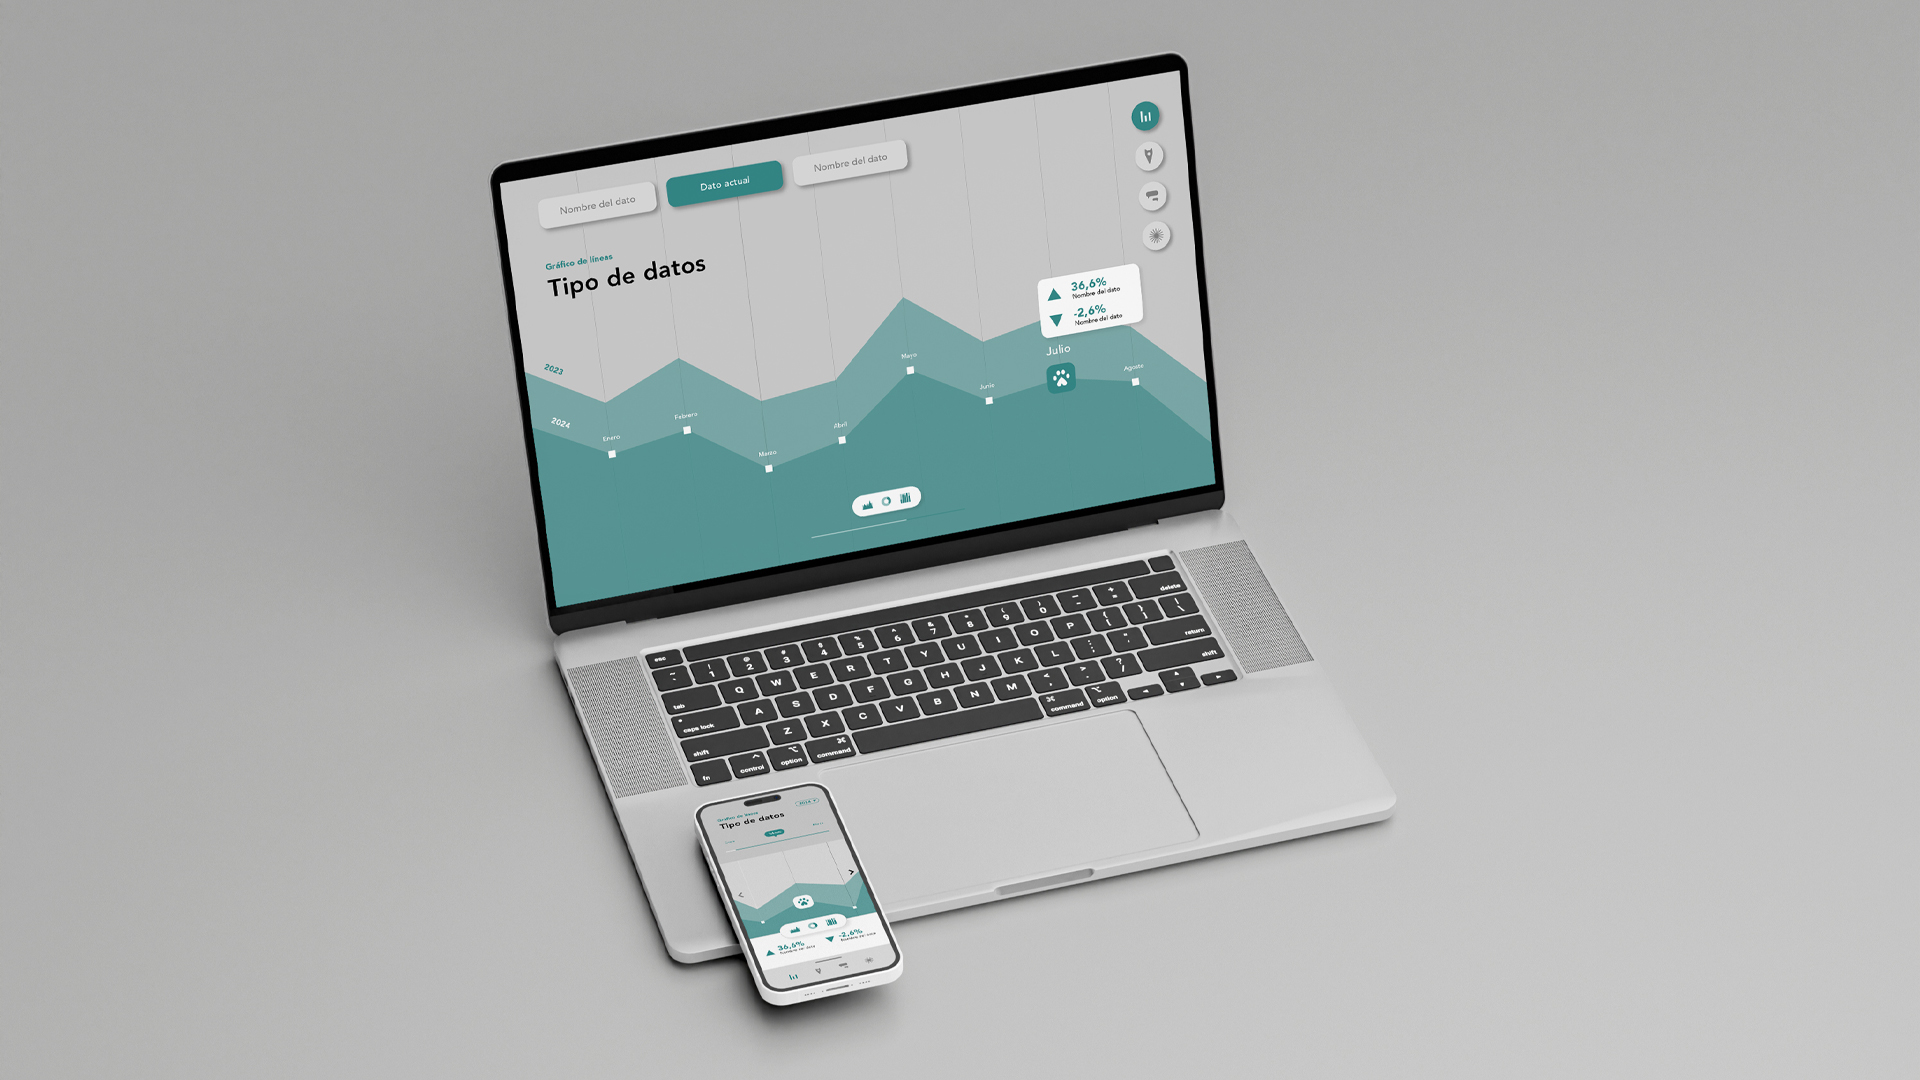 Nombre del dato
Dato actual
Nombre del dato
Gráfico de líneas
Tipo de datos
36,6%
Nombre del dato
-2,6%
Nombre del dato
2023
2024
Enero
Febrero
Marzo
Abril
Mayo
Junio
Julio
Agosto
esc
delete
! 1
@ 2
# 3
$ 4
% 5
^ 6
& 7
* 8
( 9
) 0
tab
Q W E R T Y U I O P
return
caps lock
A S D F G H J K L
shift
Z X C V B N M
shift
fn
control
option
command
command
option
2024
Gráfico de líneas
Tipo de datos
36,6%
Nombre del dato
-2,6%
Nombre del dato